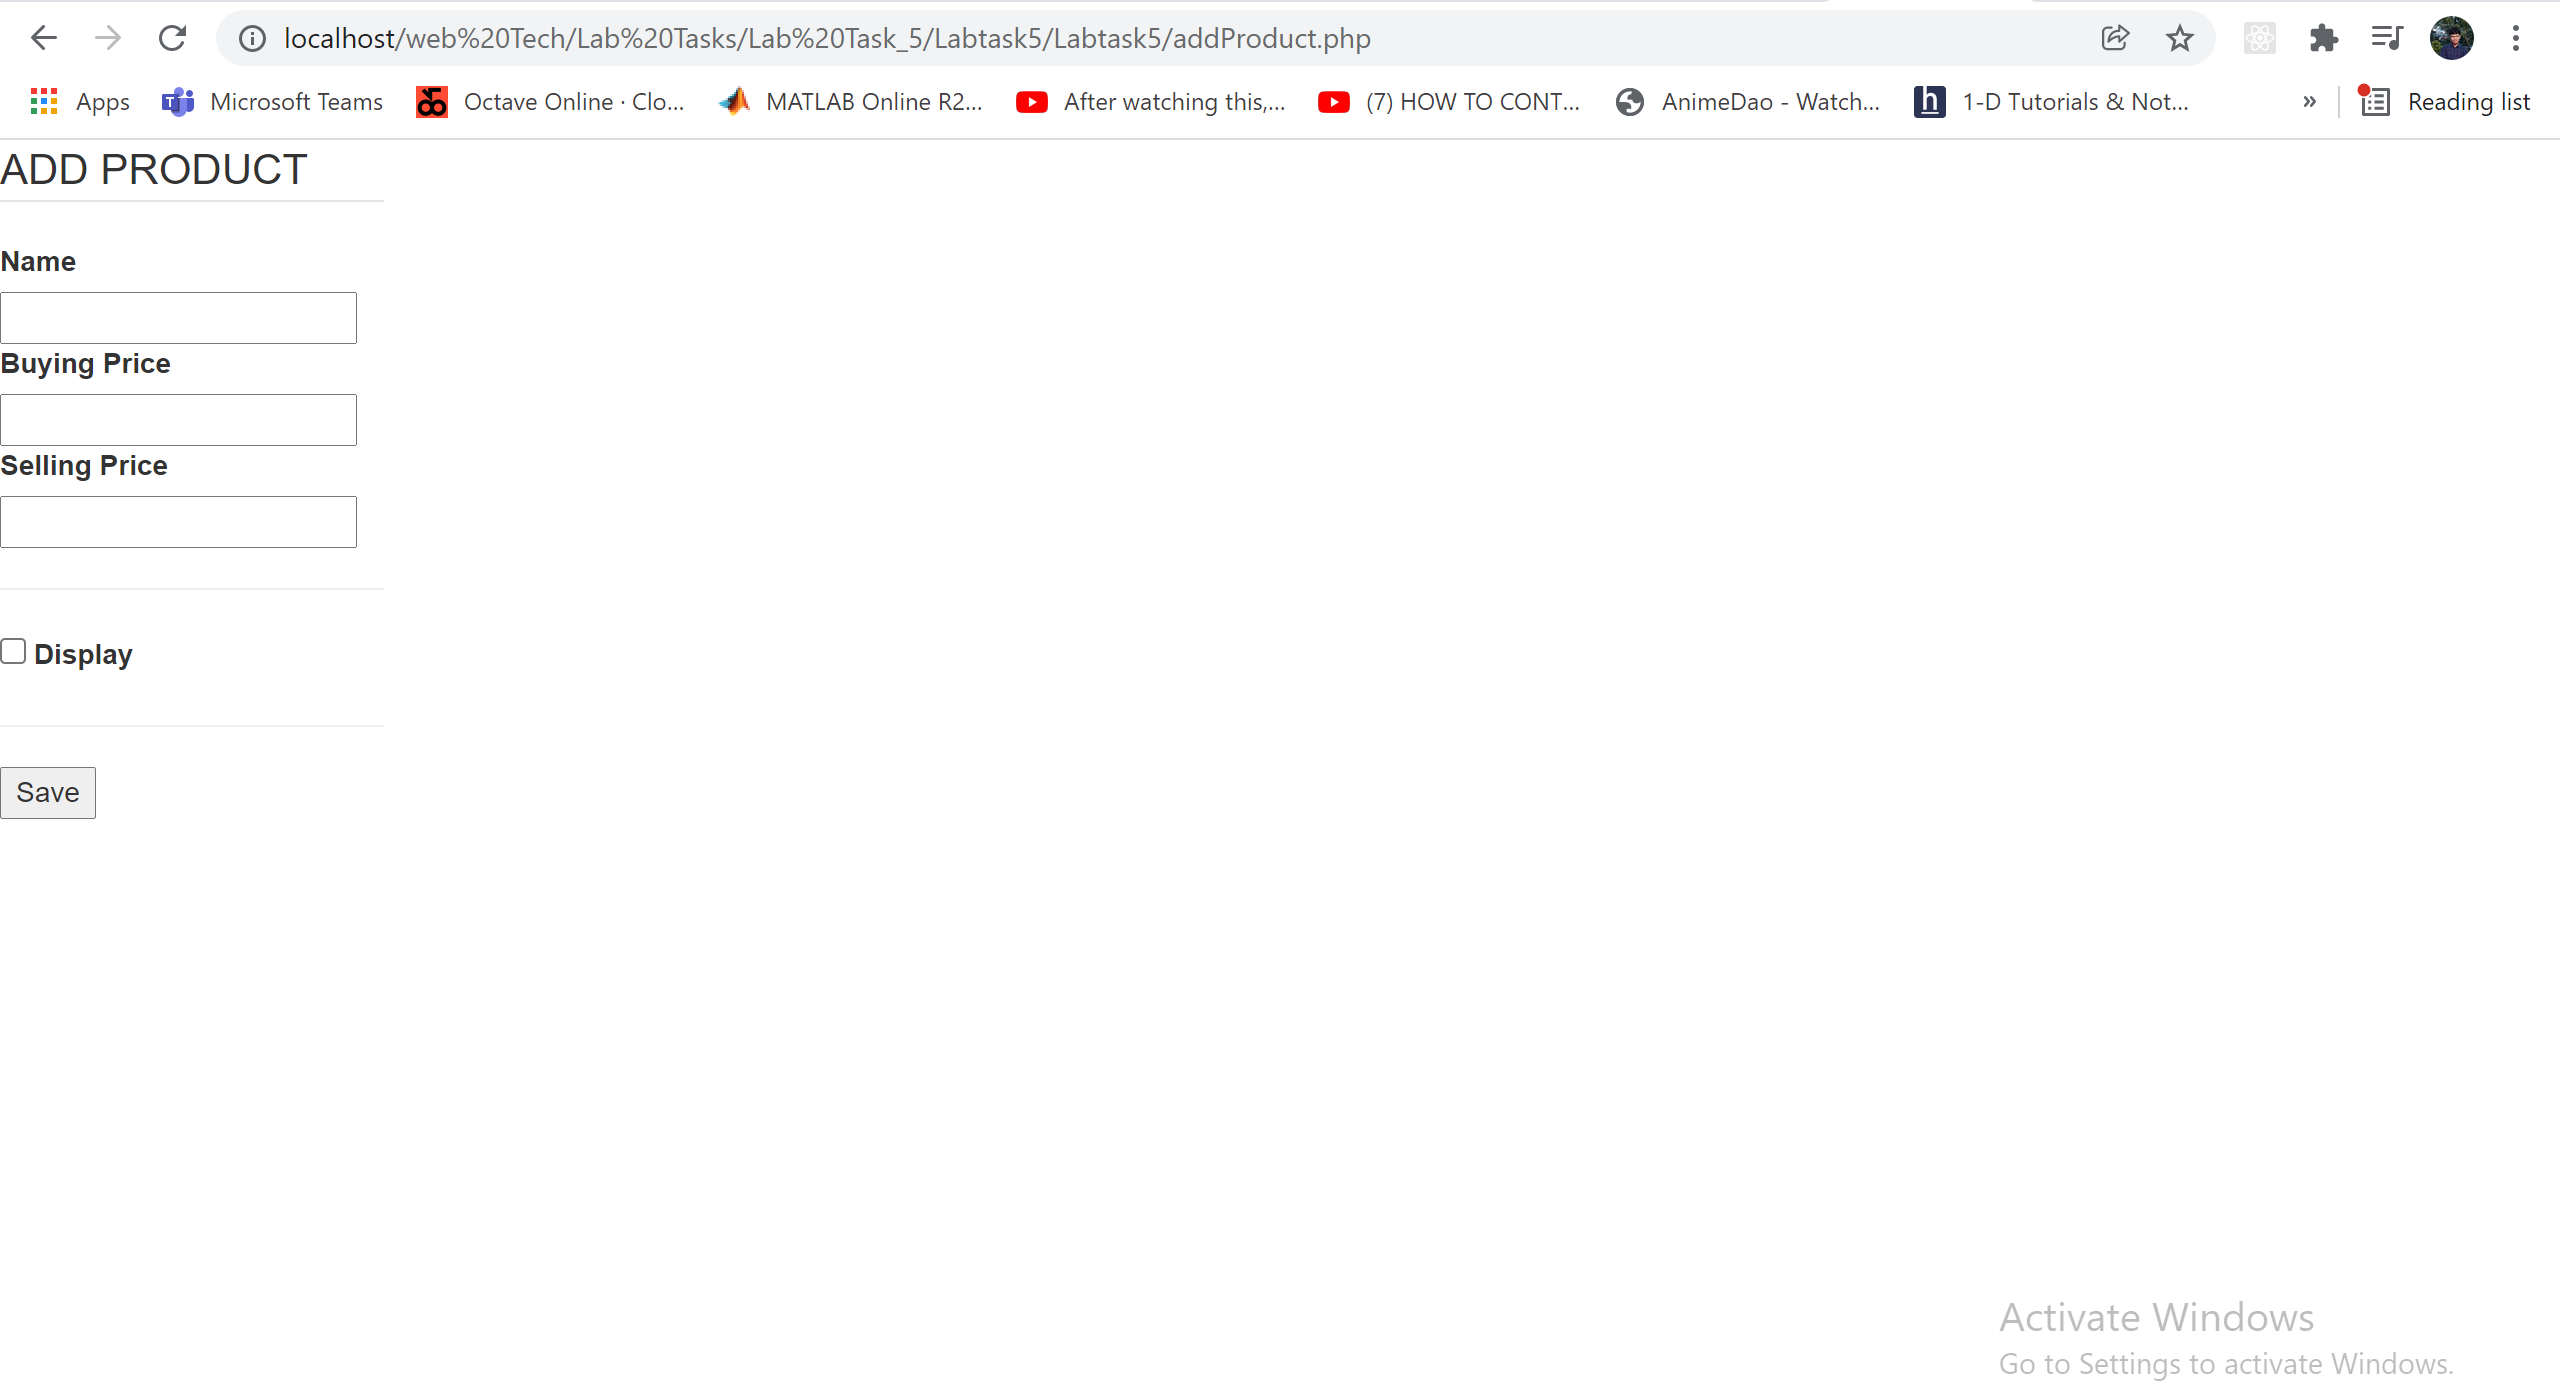 localhost/web%20Tech/Lab%20Tasks/Lab%20Task_5/Labtask5/Labtask5/addProduct.php
Apps Microsoft Teams Octave Online · Clo... MATLAB Online R2... After watching this,... (7) HOW TO CONT... AnimeDao - Watch... h 1-D Tutorials & Not... » Reading list
ADD PRODUCT
Name
Buying Price
Selling Price
Display
Save
Activate Windows
Go to Settings to activate Windows.